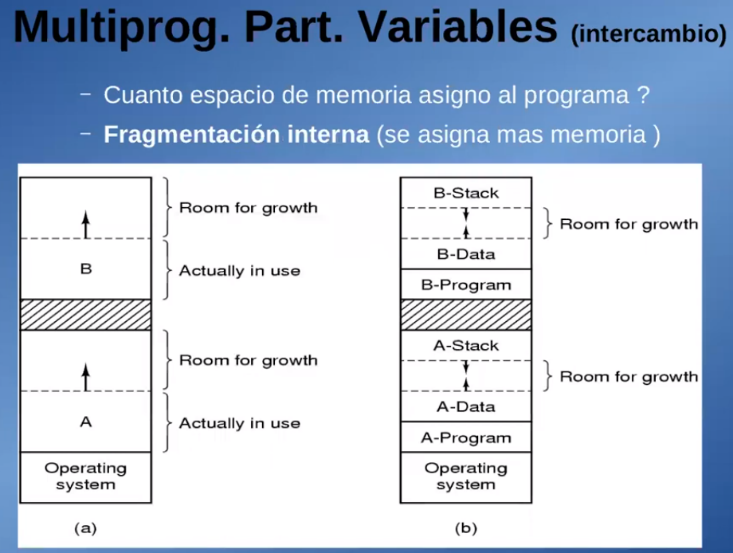 Multiprog. Part. Variables (intercambio)
– Cuanto espacio de memoria asigno al programa ?
– Fragmentación interna (se asigna mas memoria )
Room for growth
B
Actually in use
Room for growth
A
Actually in use
Operating
system
(a)
B-Stack
Room for growth
B-Data
B-Program
A-Stack
Room for growth
A-Data
A-Program
Operating
system
(b)